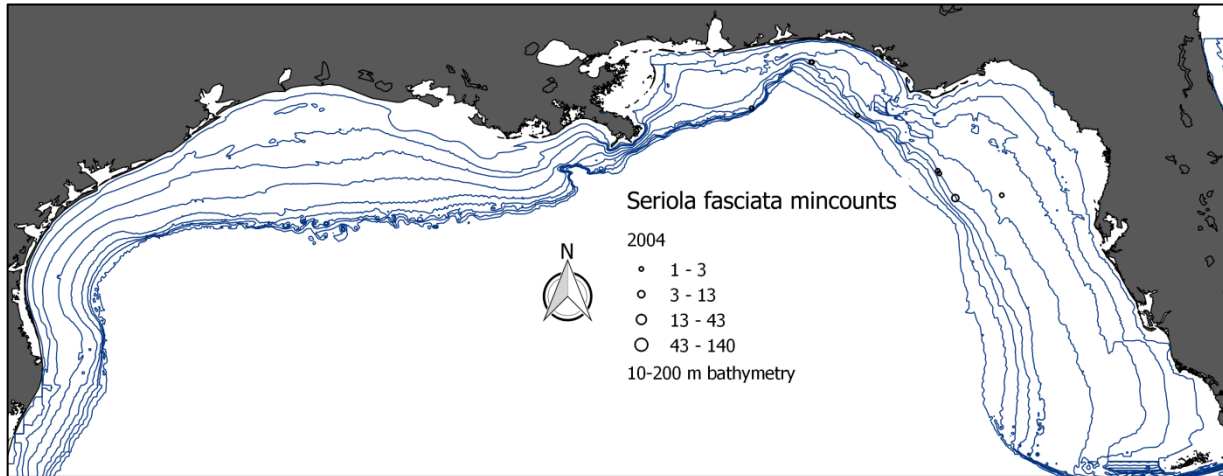 Seriola fasciata mincounts
N
2004
1 - 3
3 - 13
13 - 43
43 - 140
10-200 m bathymetry